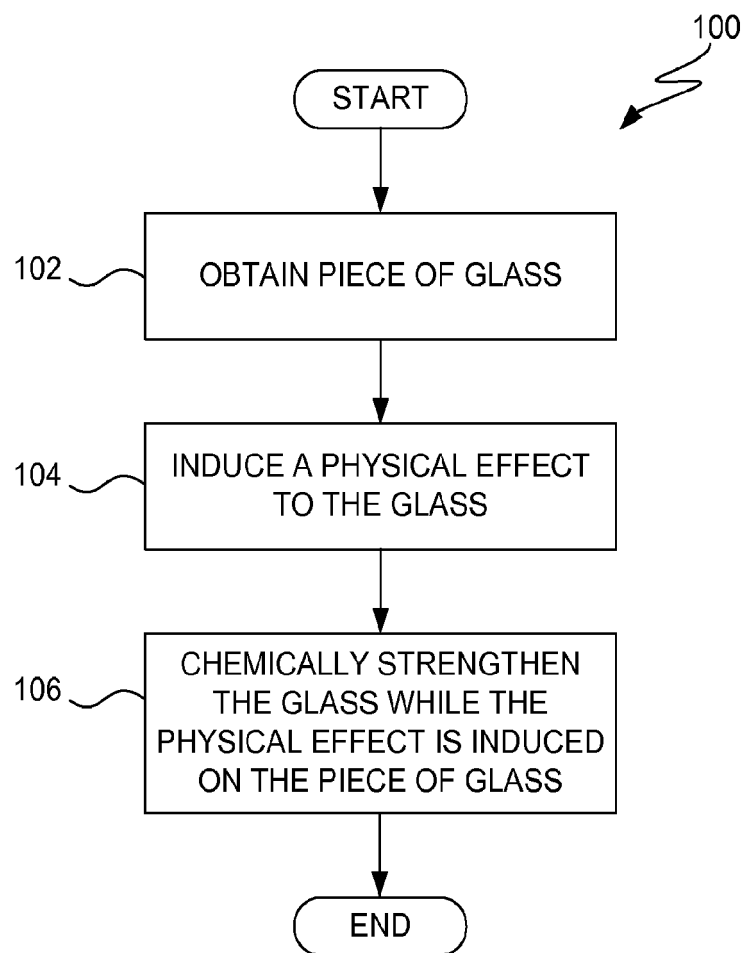 100
START
102
OBTAIN PIECE OF GLASS
104
INDUCE A PHYSICAL EFFECT
TO THE GLASS
106
CHEMICALLY STRENGTHEN
THE GLASS WHILE THE
PHYSICAL EFFECT IS INDUCED
ON THE PIECE OF GLASS
END